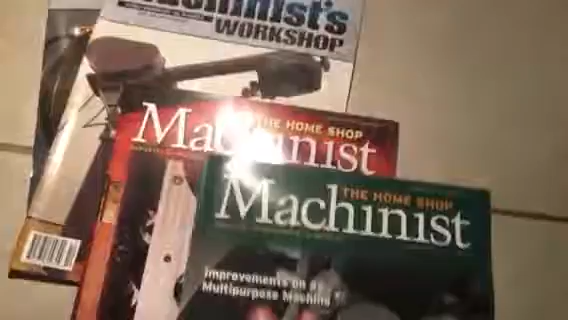 Machinist's
WORKSHOP
THE HOME SHOP
Machinist
THE HOME SHOP
Machinist
Improvements on a
Multipurpose Machine